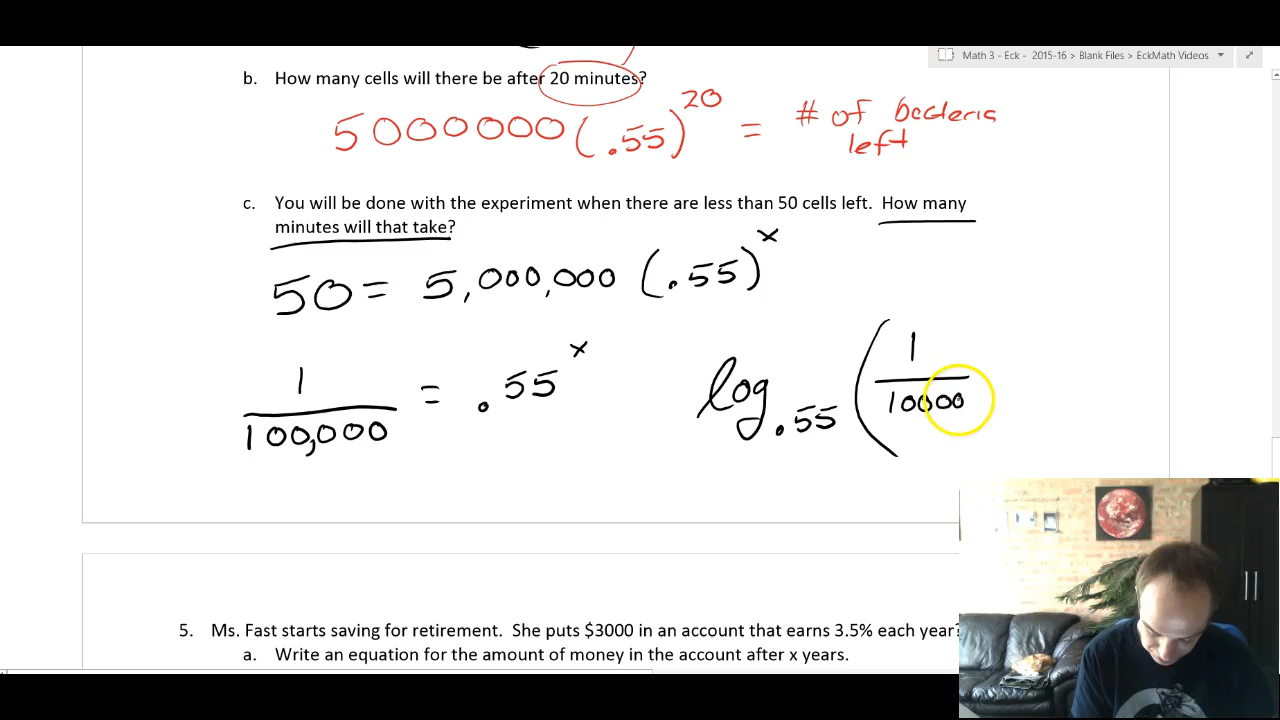 Math 3 - Eck - 2015-16 > Blank Files > EckMath Videos
b. How many cells will there be after 20 minutes?
5000000(.55)^20 = # of bacteria left
c. You will be done with the experiment when there are less than 50 cells left. How many
minutes will that take?
50 = 5,000,000 (.55)^x
1/100,000 = .55^x
log_.55 (1/10000
5. Ms. Fast starts saving for retirement. She puts $3000 in an account that earns 3.5% each year?
a. Write an equation for the amount of money in the account after x years.